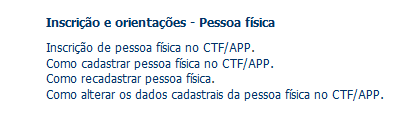 Inscrição e orientações - Pessoa física
Inscrição de pessoa física no CTF/APP.
Como cadastrar pessoa física no CTF/APP.
Como recadastrar pessoa física.
Como alterar os dados cadastrais da pessoa física no CTF/APP.